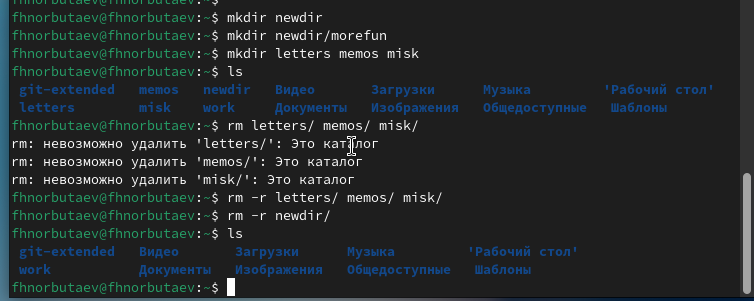 fhnorbutaev@fhnorbutaev:~$ mkdir newdir
fhnorbutaev@fhnorbutaev:~$ mkdir newdir/morefun
fhnorbutaev@fhnorbutaev:~$ mkdir letters memos misk
fhnorbutaev@fhnorbutaev:~$ ls
git-extended memos newdir Видео Загрузки Музыка 'Рабочий стол'
letters misk work Документы Изображения Общедоступные Шаблоны
fhnorbutaev@fhnorbutaev:~$ rm letters/ memos/ misk/
rm: невозможно удалить 'letters/': Это каталог
rm: невозможно удалить 'memos/': Это каталог
rm: невозможно удалить 'misk/': Это каталог
fhnorbutaev@fhnorbutaev:~$ rm -r letters/ memos/ misk/
fhnorbutaev@fhnorbutaev:~$ rm -r newdir/
fhnorbutaev@fhnorbutaev:~$ ls
git-extended Видео Загрузки Музыка 'Рабочий стол'
work Документы Изображения Общедоступные Шаблоны
fhnorbutaev@fhnorbutaev:~$